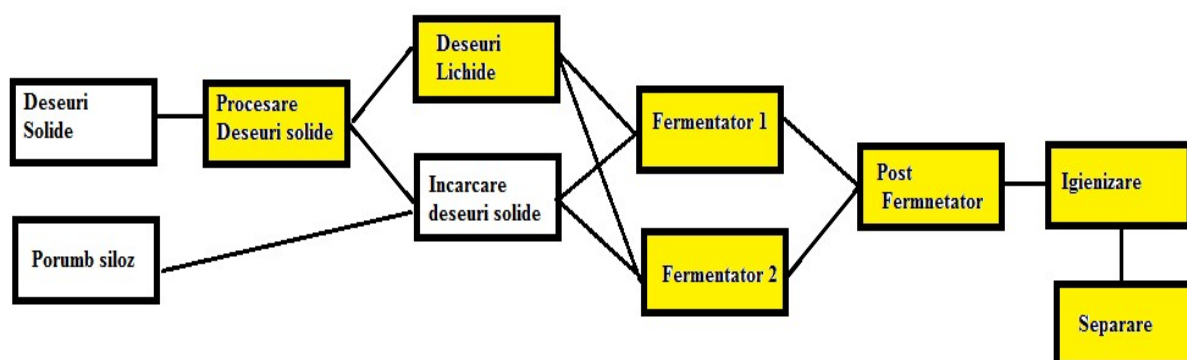 Deseuri
Solide
Procesare
Deseuri solide
Deseuri
Lichide
Incarcare
deseuri solide
Porumb siloz
Fermentator 1
Fermentator 2
Post
Fermnetator
Igienizare
Separare